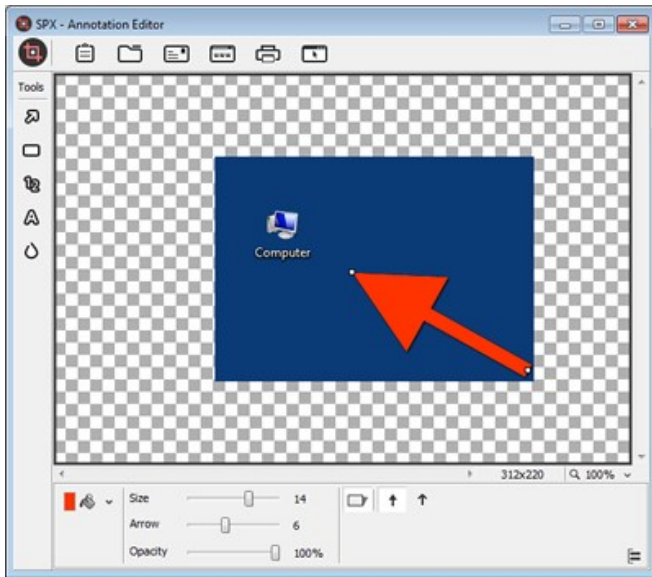 SPX - Annotation Editor
Tools
Computer
312x220 100%
Size 14
Arrow 6
Opacity 100%